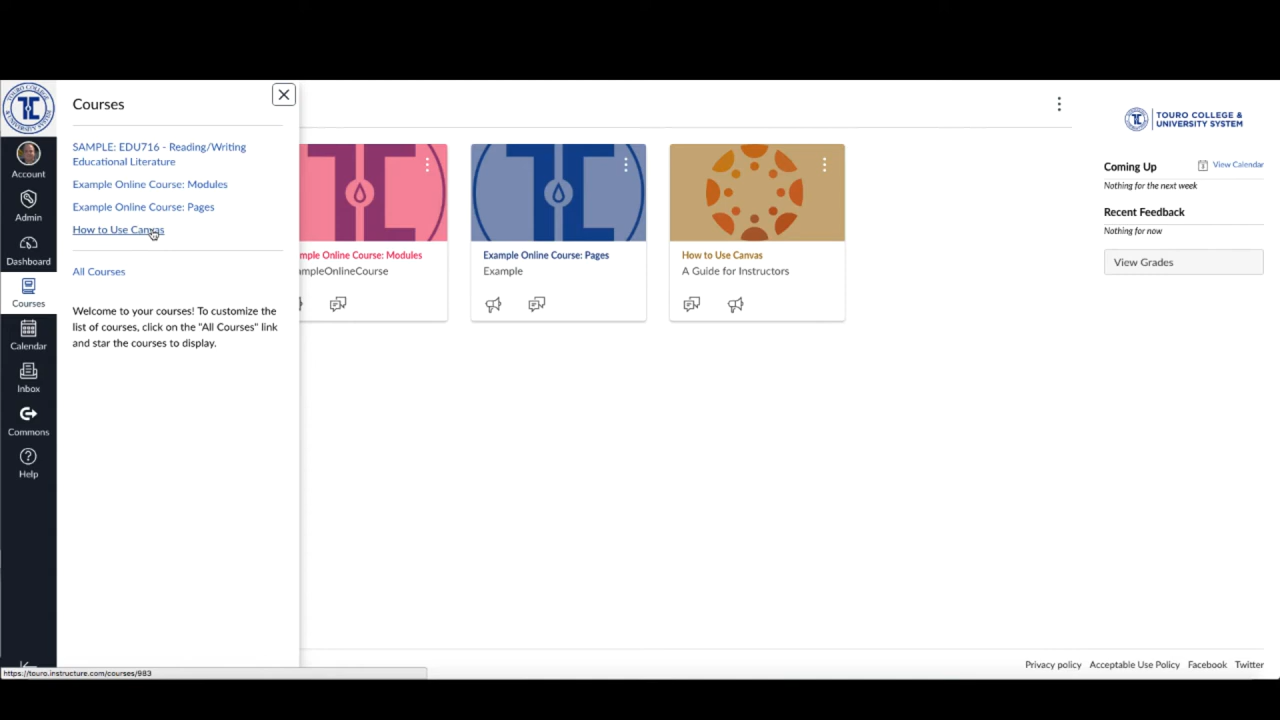 Courses
SAMPLE: EDU716 - Reading/Writing
Educational Literature
Example Online Course: Modules
Example Online Course: Pages
How to Use Canvas
All Courses
Welcome to your courses! To customize the
list of courses, click on the "All Courses" link
and star the courses to display.
Account
Admin
Dashboard
Courses
Calendar
Inbox
Commons
Help
mple Online Course: Modules
mpleOnlineCourse
Example Online Course: Pages
Example
How to Use Canvas
A Guide for Instructors
TOURO COLLEGE &
UNIVERSITY SYSTEM
Coming Up
View Calendar
Nothing for the next week
Recent Feedback
Nothing for now
View Grades
Privacy policy Acceptable Use Policy Facebook Twitter
https://touro.instructure.com/courses/983